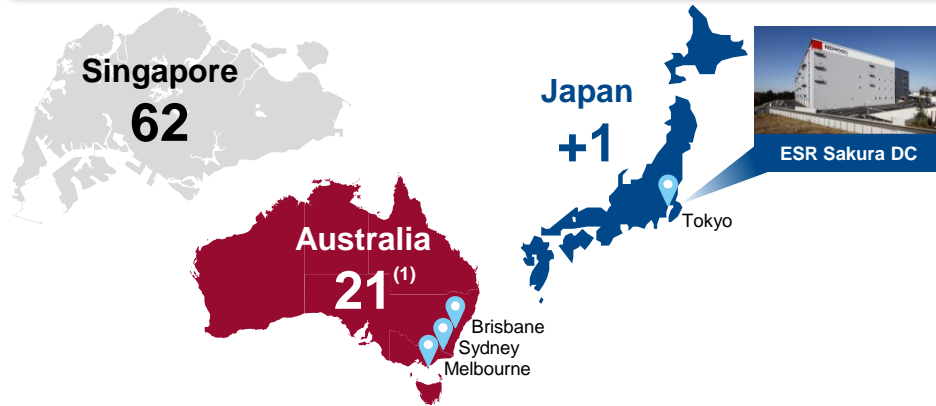 Singapore
62
Japan
+1
ESR Sakura DC
Tokyo
Australia
21(1)
Brisbane
Sydney
Melbourne